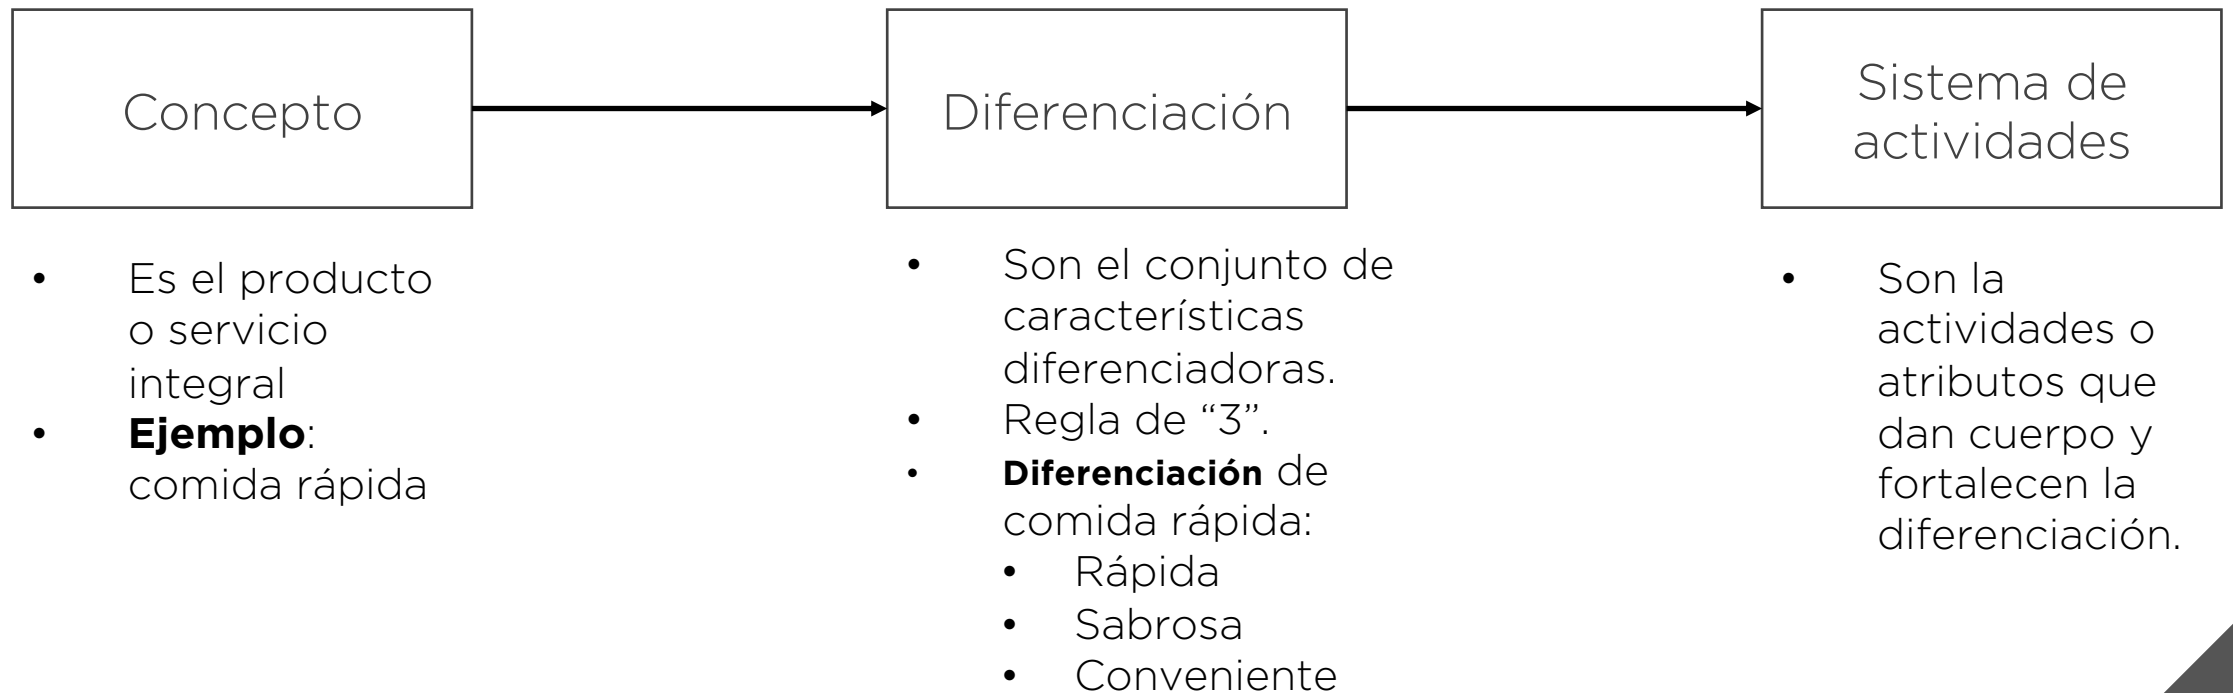 Concepto
Diferenciación
Sistema de
actividades
• Es el producto
o servicio
integral
• Ejemplo:
comida rápida
• Son el conjunto de
características
diferenciadoras.
• Regla de “3”.
• Diferenciación de
comida rápida:
• Rápida
• Sabrosa
• Conveniente
• Son la
actividades o
atributos que
dan cuerpo y
fortalecen la
diferenciación.